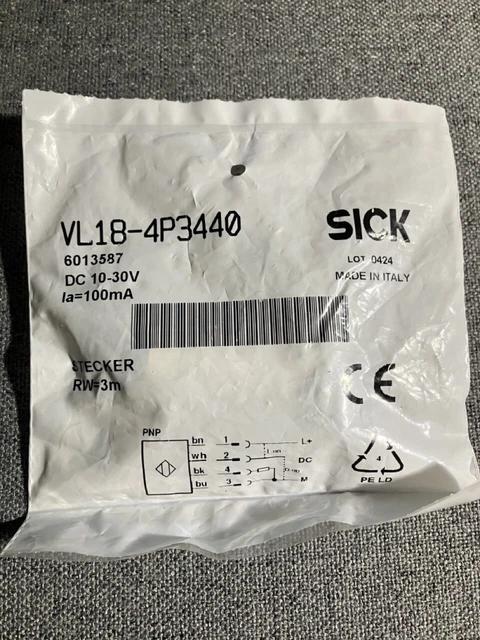 VL18-4P3440
SICK
6013587
LOT 0424
DC 10-30V
MADE IN ITALY
Ia=100mA
STECKER
RW=3m
CE
PNP
bn 1 L+
wh 2 DC
bk 4
bu 3 M
4
PE LD